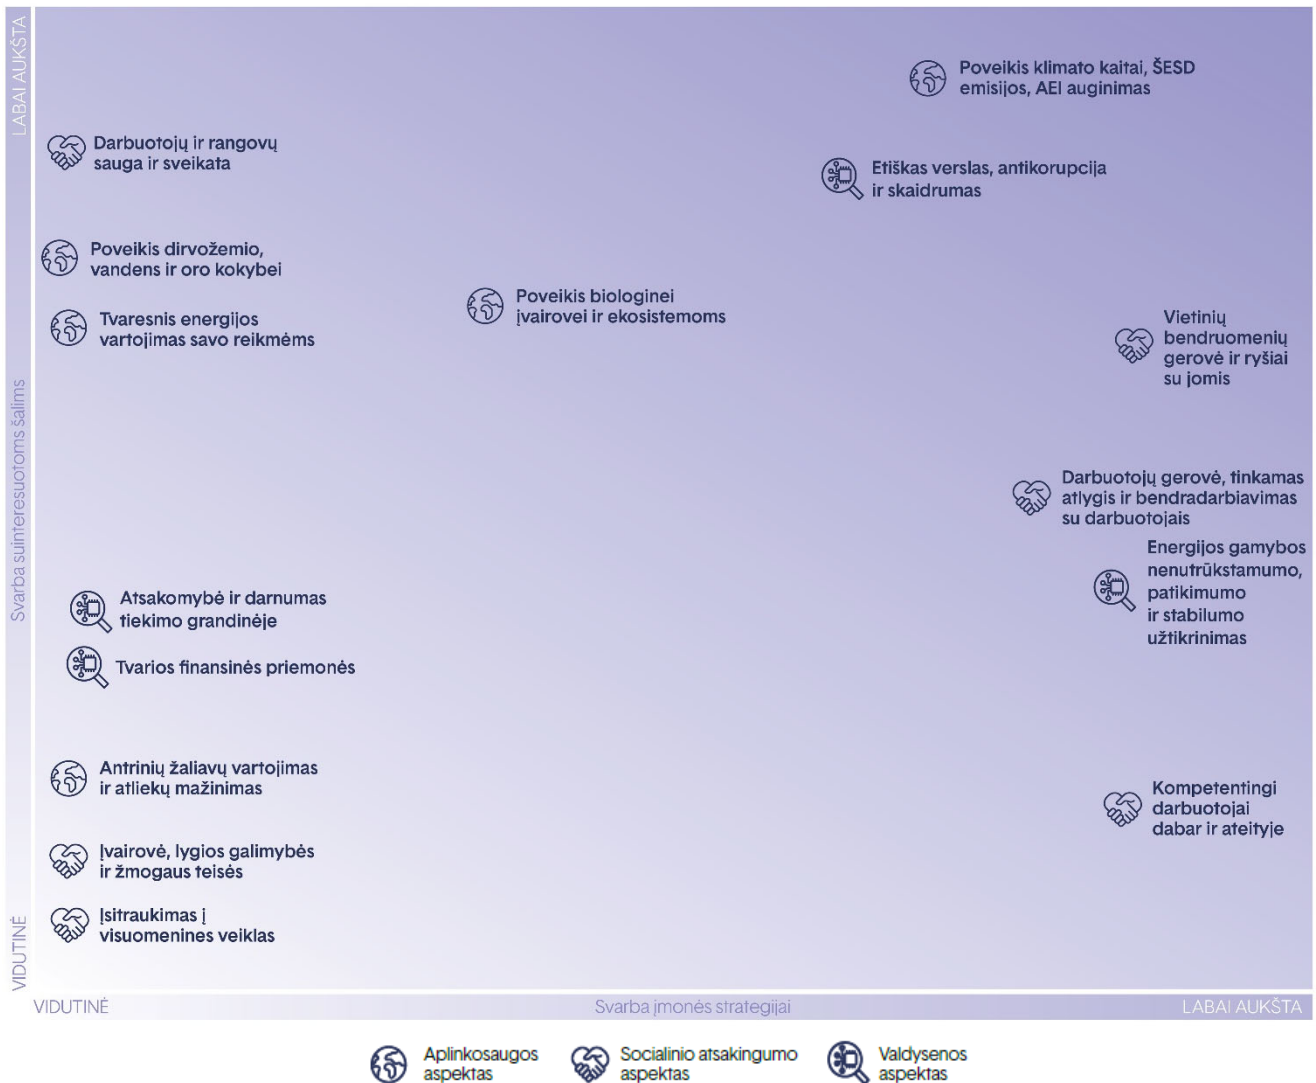 LABAI AUKŠTA
Svarba suinteresuotoms šalims
VIDUTINĖ
Poveikis klimato kaitai, ŠESD
emisijos, AEI auginimas
Darbuotojų ir rangovų
sauga ir sveikata
Etiškas verslas, antikorupcija
ir skaidrumas
Poveikis dirvožemio,
vandens ir oro kokybei
Poveikis biologinei
įvairovei ir ekosistemoms
Tvaresnis energijos
vartojimas savo reikmėms
Vietinių
bendruomenių
gerovė ir ryšiai
su jomis
Darbuotojų gerovė, tinkamas
atlygis ir bendradarbiavimas
su darbuotojais
Energijos gamybos
nenutrūkstamumo,
patikimumo
ir stabilumo
užtikrinimas
Atsakomybė ir darnumas
tiekimo grandinėje
Tvarios finansinės priemonės
Antrinių žaliavų vartojimas
ir atliekų mažinimas
Kompetentingi
darbuotojai
dabar ir ateityje
Įvairovė, lygios galimybės
ir žmogaus teisės
Įsitraukimas į
visuomenines veiklas
VIDUTINĖ
Svarba įmonės strategijai
LABAI AUKŠTA
Aplinkosaugos
aspektas
Socialinio atsakingumo
aspektas
Valdysenos
aspektas